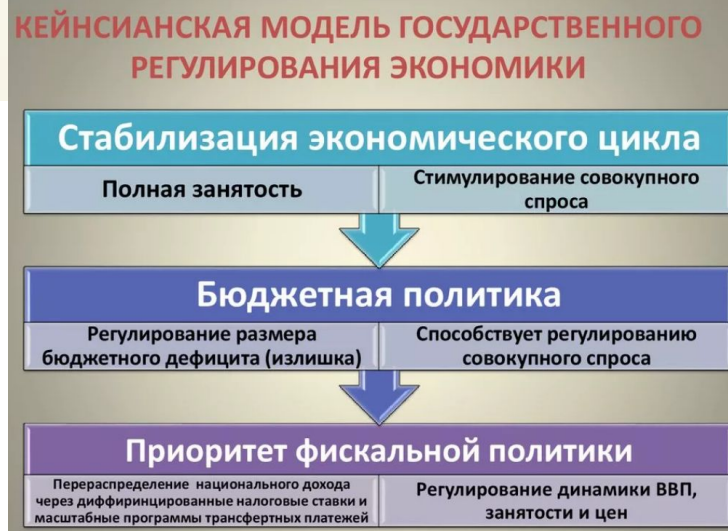 КЕЙНСИАНСКАЯ МОДЕЛЬ ГОСУДАРСТВЕННОГО
РЕГУЛИРОВАНИЯ ЭКОНОМИКИ
Стабилизация экономического цикла
Полная занятость
Стимулирование совокупного
спроса
Бюджетная политика
Регулирование размера
бюджетного дефицита (излишка)
Способствует регулированию
совокупного спроса
Приоритет фискальной политики
Перераспределение национального дохода
через диффиринцированные налоговые ставки и
масштабные программы трансфертных платежей
Регулирование динамики ВВП,
занятости и цен